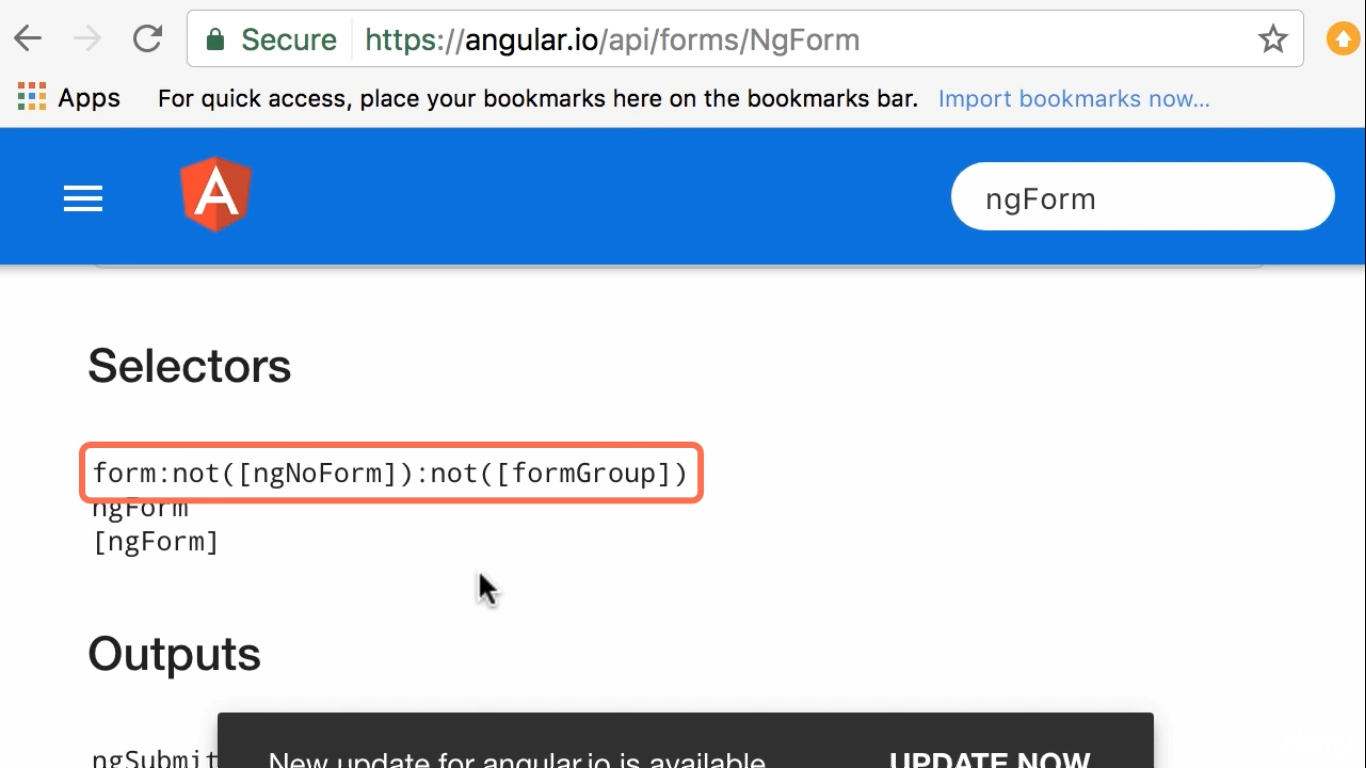 Secure https://angular.io/api/forms/NgForm
Apps For quick access, place your bookmarks here on the bookmarks bar. Import bookmarks now...
A
ngForm
Selectors
form:not([ngNoForm]):not([formGroup])
ngForm
[ngForm]
Outputs
ngSubmit
New update for angular.io is available UPDATE NOW